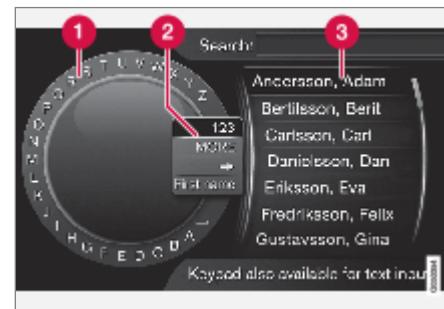 1
2
3
Search:
A B C D E F G H I J K L M N O P Q R S T U V W X Y Z
123
MORE
First name
Andersson, Adam
Bertilsson, Berit
Carlsson, Carl
Danielsson, Dan
Eriksson, Eva
Fredriksson, Felix
Gustavsson, Gina
Keypad also available for text input